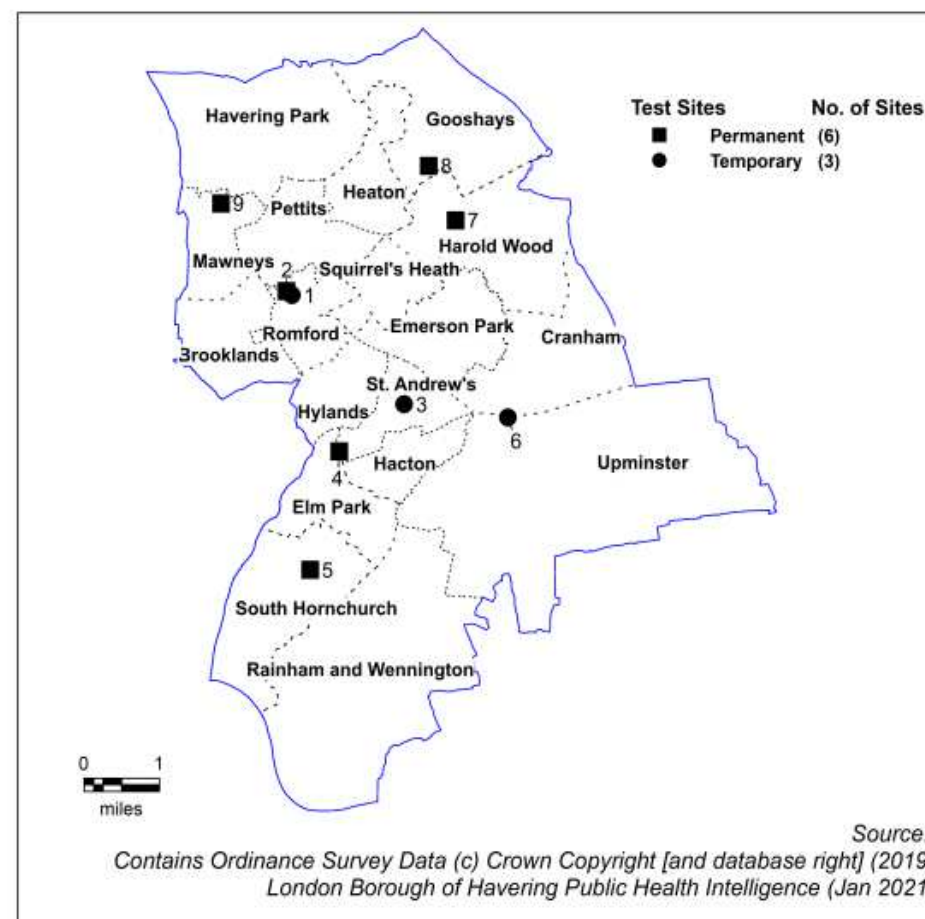 Test Sites No. of Sites
Permanent (6)
Temporary (3)
Havering Park
Gooshays
8
Heaton
9
Pettits
7
Harold Wood
Mawneys
2
Squirrel's Heath
1
Emerson Park
Romford
Cranham
Brooklands
St. Andrew's
3
Hylands
6
Hacton
Upminster
4
Elm Park
5
South Hornchurch
Rainham and Wennington
0 1
miles
Source:
Contains Ordinance Survey Data (c) Crown Copyright [and database right] (2019
London Borough of Havering Public Health Intelligence (Jan 2021